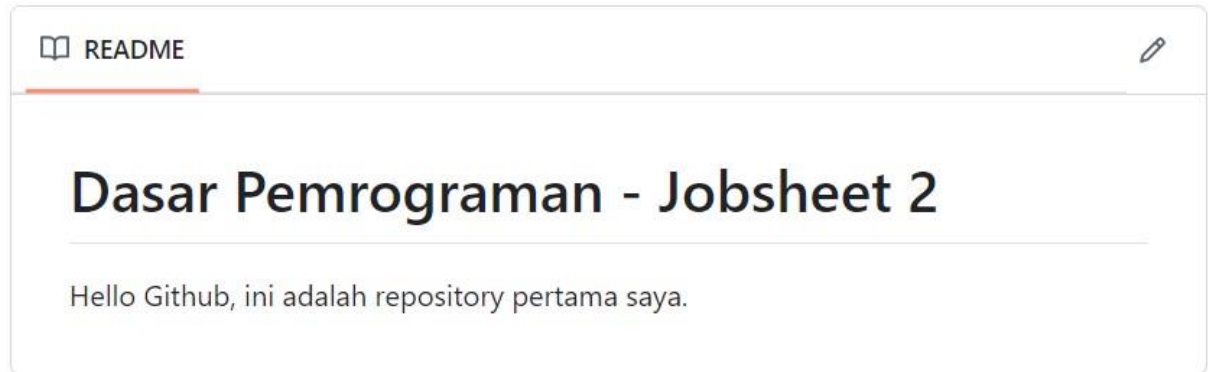 README
Dasar Pemrograman - Jobsheet 2
Hello Github, ini adalah repository pertama saya.